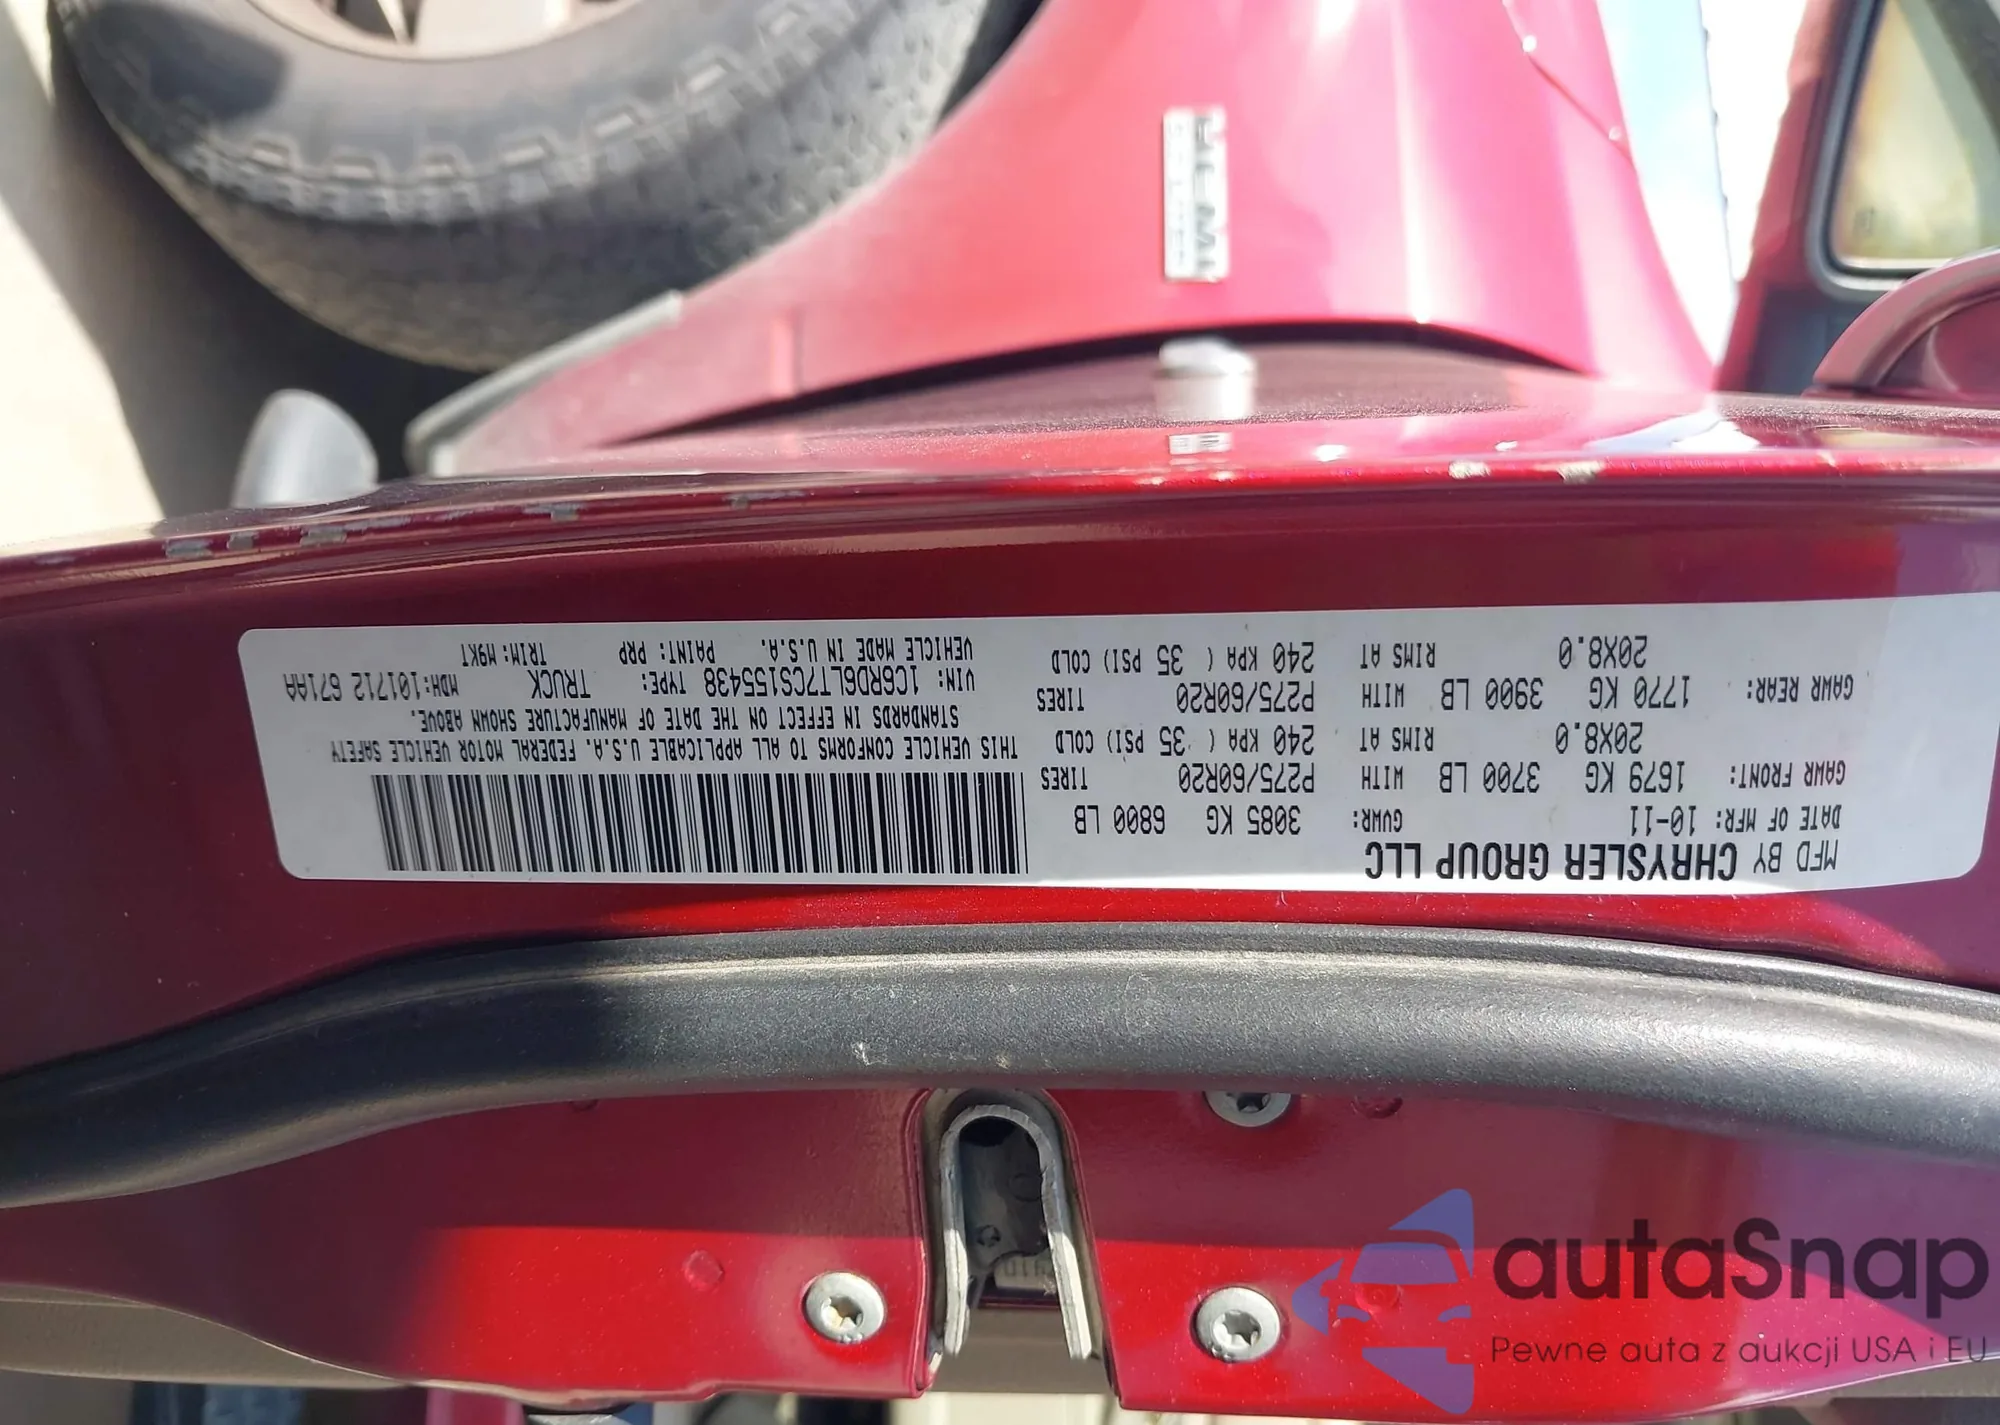 MFD BY CHRYSLER GROUP LLC
DATE OF MFR: 10-11 GVWR: 3085 KG 6800 LB
GAWR FRONT: 1679 KG 3700 LB WITH P275/60R20 TIRES
20X8.0 RIMS AT 240 KPA ( 35 PSI) COLD
GAWR REAR: 1770 KG 3900 LB WITH P275/60R20 TIRES
20X8.0 RIMS AT 240 KPA ( 35 PSI) COLD
THIS VEHICLE CONFORMS TO ALL APPLICABLE U.S.A. FEDERAL MOTOR VEHICLE SAFETY
STANDARDS IN EFFECT ON THE DATE OF MANUFACTURE SHOWN ABOVE.
VIN: 1C6RD6LT7CS155438 TYPE: TRUCK MDH: 101712 671AA
VEHICLE MADE IN U.S.A. PAINT: PRP TRIM: M9KT
HEMI
autaSnap
Pewne auta z aukcji USA i EU